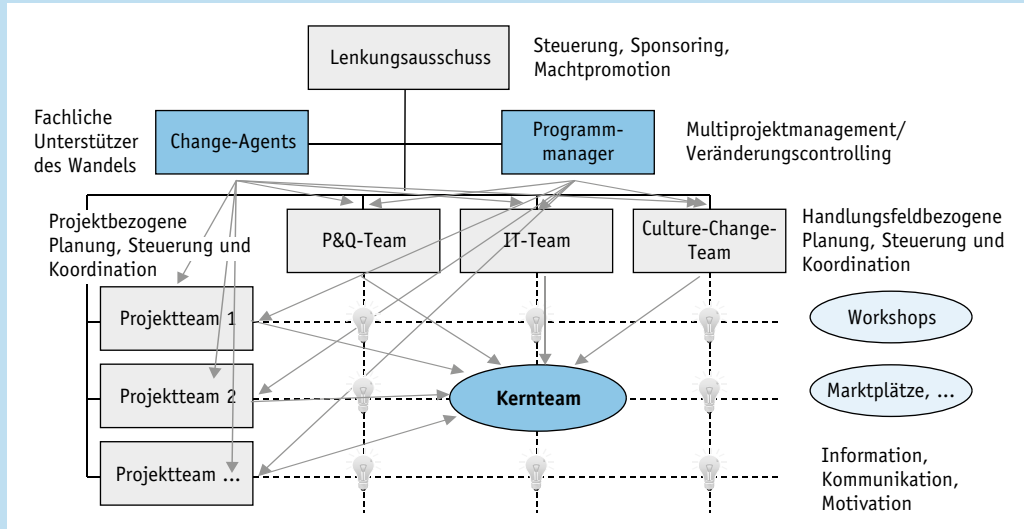 Lenkungsausschuss
Steuerung, Sponsoring,
Machtpromotion
Fachliche
Unterstützer
des Wandels
Change-Agents
Programm-
manager
Multiprojektmanagement/
Veränderungscontrolling
Projektbezogene
Planung, Steuerung und
Koordination
P&Q-Team
IT-Team
Culture-Change-
Team
Handlungsfeldbezogene
Planung, Steuerung und
Koordination
Projektteam 1
Workshops
Projektteam 2
Kernteam
Marktplätze, ...
Projektteam ...
Information,
Kommunikation,
Motivation